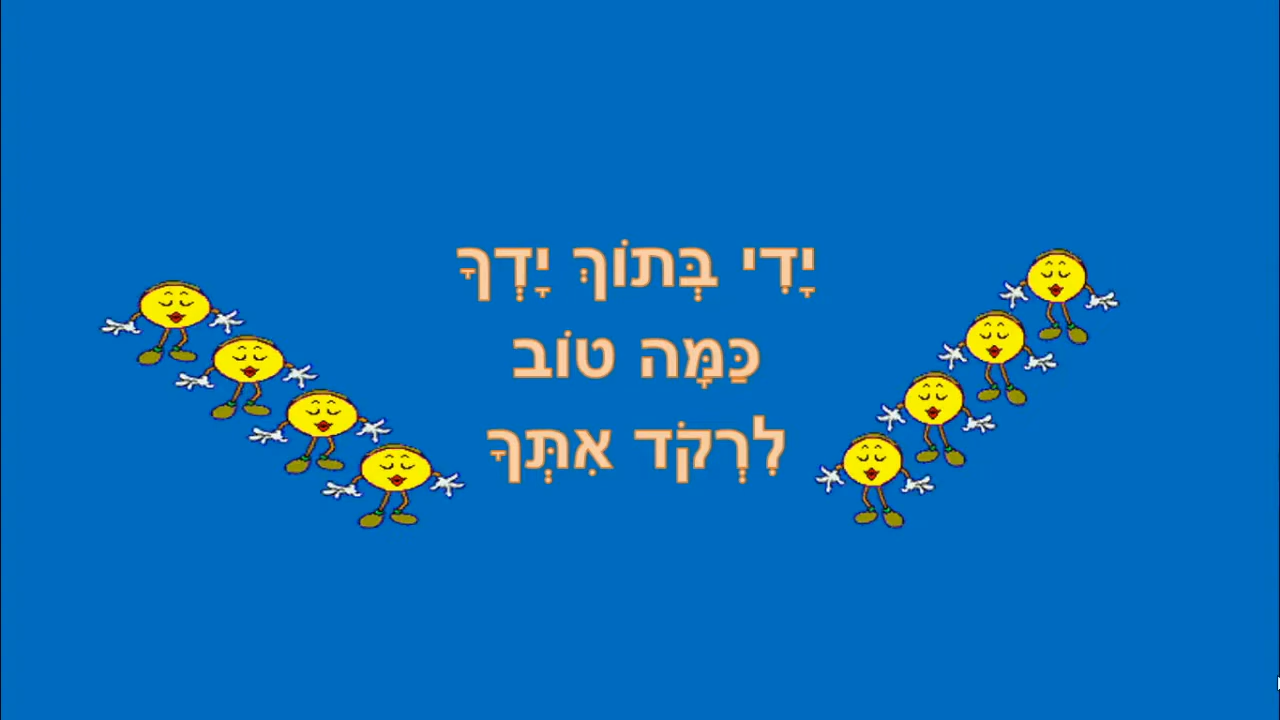 יָדִי בְּתוֹךְ יָדְךָ
כַּמָּה טוֹב
לִרְקֹד אִתְּךָ